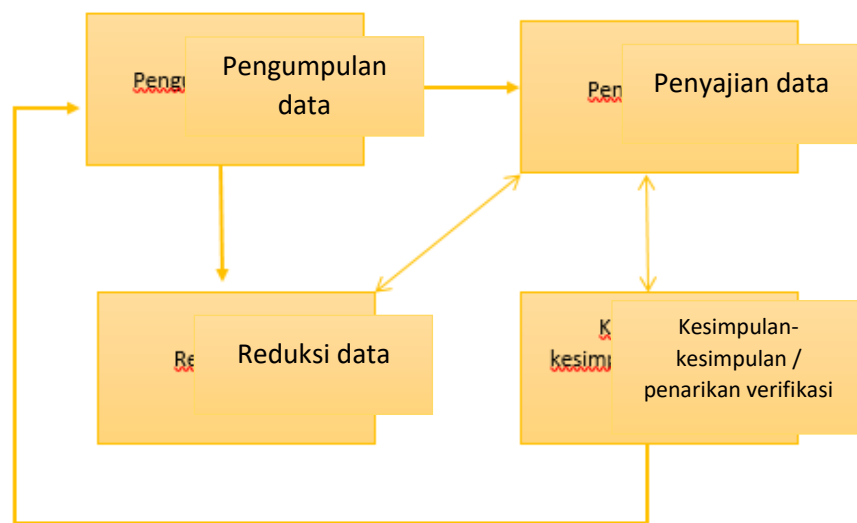 Pengumpulan
data
Penyajian data
Reduksi data
Kesimpulan-
kesimpulan /
penarikan verifikasi